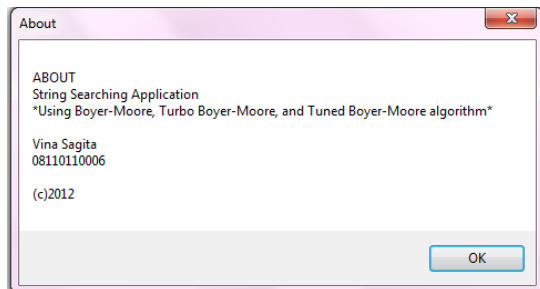 About
ABOUT
String Searching Application
*Using Boyer-Moore, Turbo Boyer-Moore, and Tuned Boyer-Moore algorithm*
Vina Sagita
08110110006
(c)2012
OK